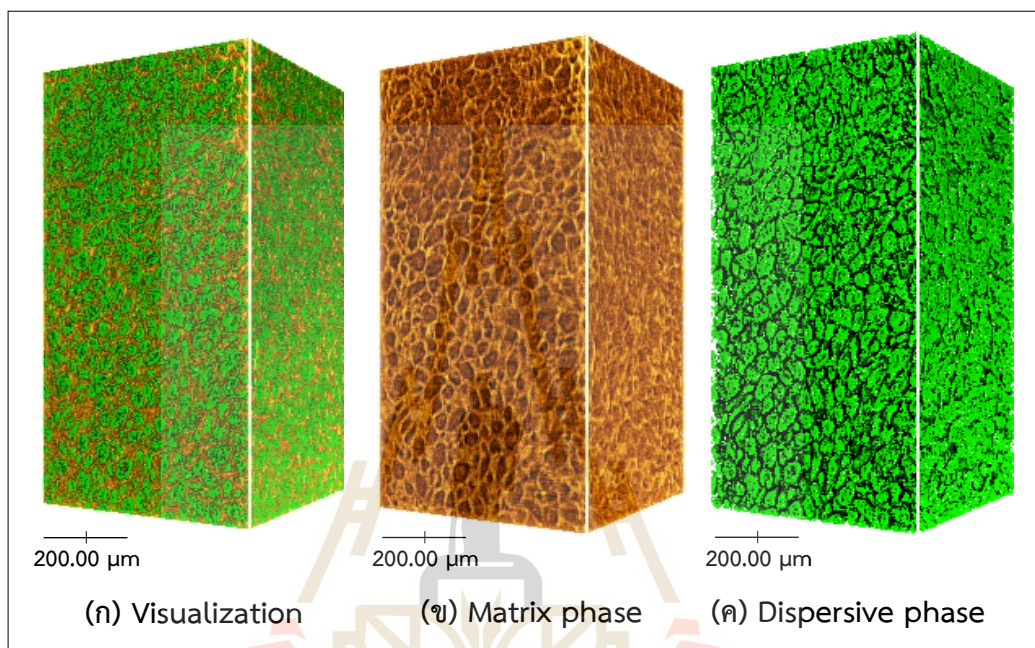 200.00 µm
200.00 µm
200.00 µm
(ก) Visualization
(ข) Matrix phase
(ค) Dispersive phase